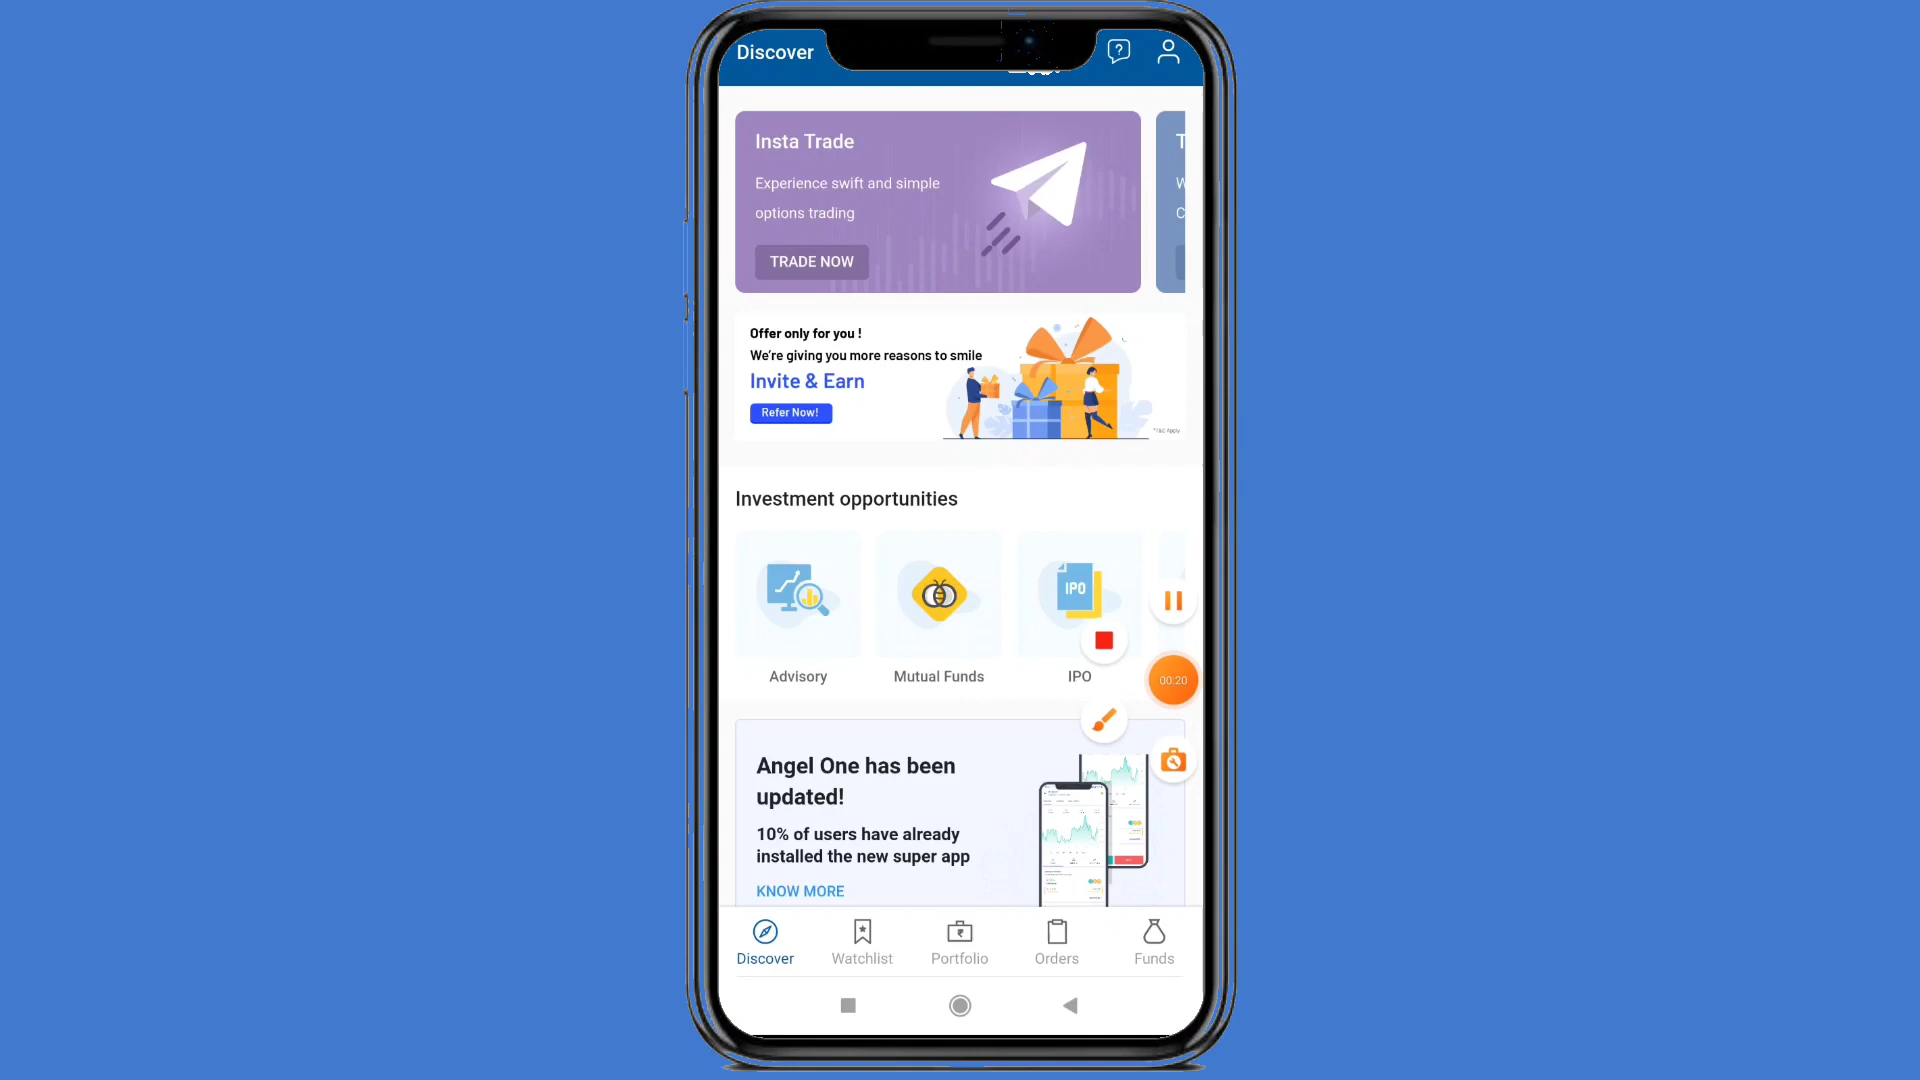 Discover
Insta Trade
Experience swift and simple
options trading
TRADE NOW
T
W
C
Offer only for you !
We're giving you more reasons to smile
Invite & Earn
Refer Now!
*T&C Apply
Investment opportunities
IPO
Advisory
Mutual Funds
IPO
00:20
Angel One has been
updated!
10% of users have already
installed the new super app
KNOW MORE
Discover
Watchlist
Portfolio
Orders
Funds